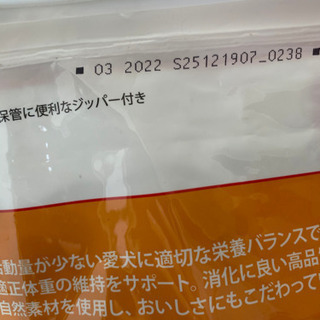 03 2022 S25121907_0238
保管に便利なジッパー付き
動量が少ない愛犬に適切な栄養バランスで
適正体重の維持をサポート。消化に良い高品
自然素材を使用し、おいしさにもこだわってい